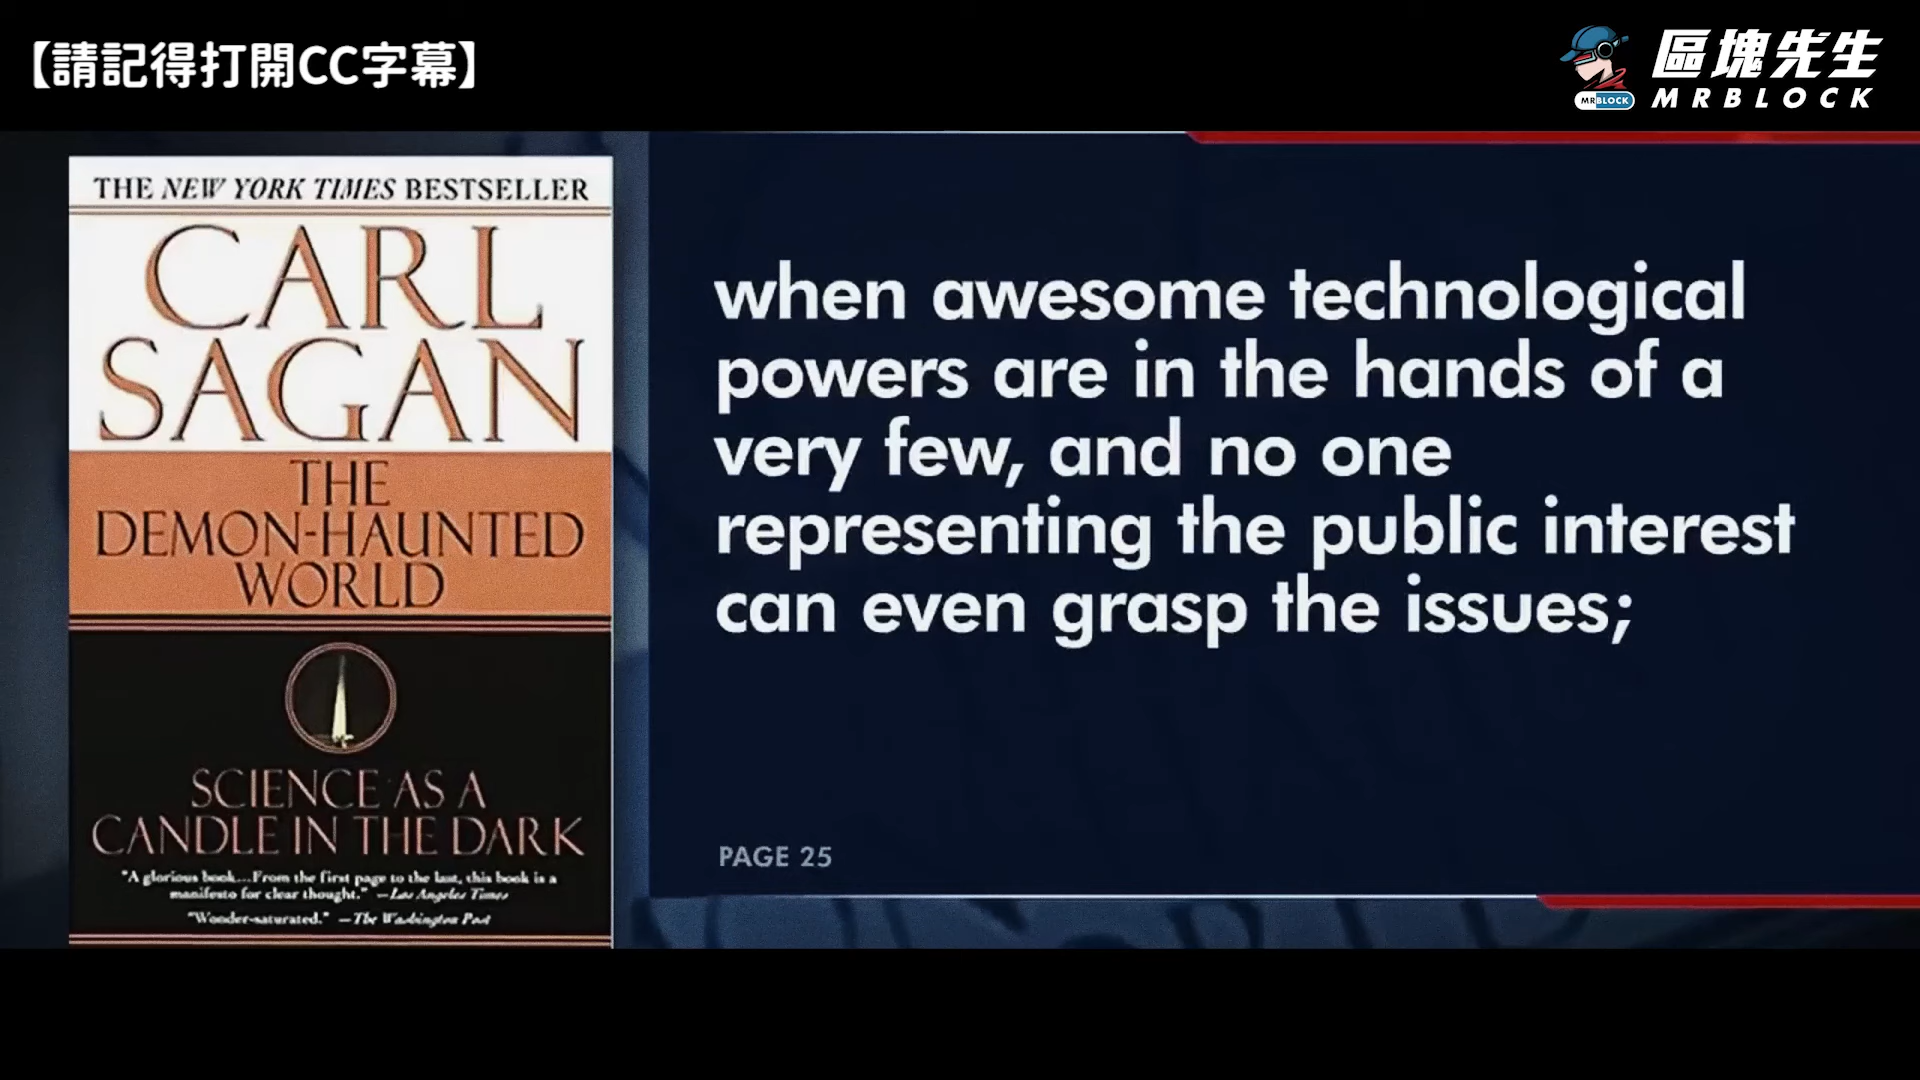 【請記得打開CC字幕】
區塊先生
MRBLOCK
MRBLOCK
THE NEW YORK TIMES BESTSELLER
CARL
SAGAN
THE
DEMON-HAUNTED
WORLD
SCIENCE AS A
CANDLE IN THE DARK
"A glorious book...From the first page to the last, this book is a
manifesto for clear thought." —Los Angeles Times
"Wonder-saturated." —The Washington Post
when awesome technological
powers are in the hands of a
very few, and no one
representing the public interest
can even grasp the issues;
PAGE 25